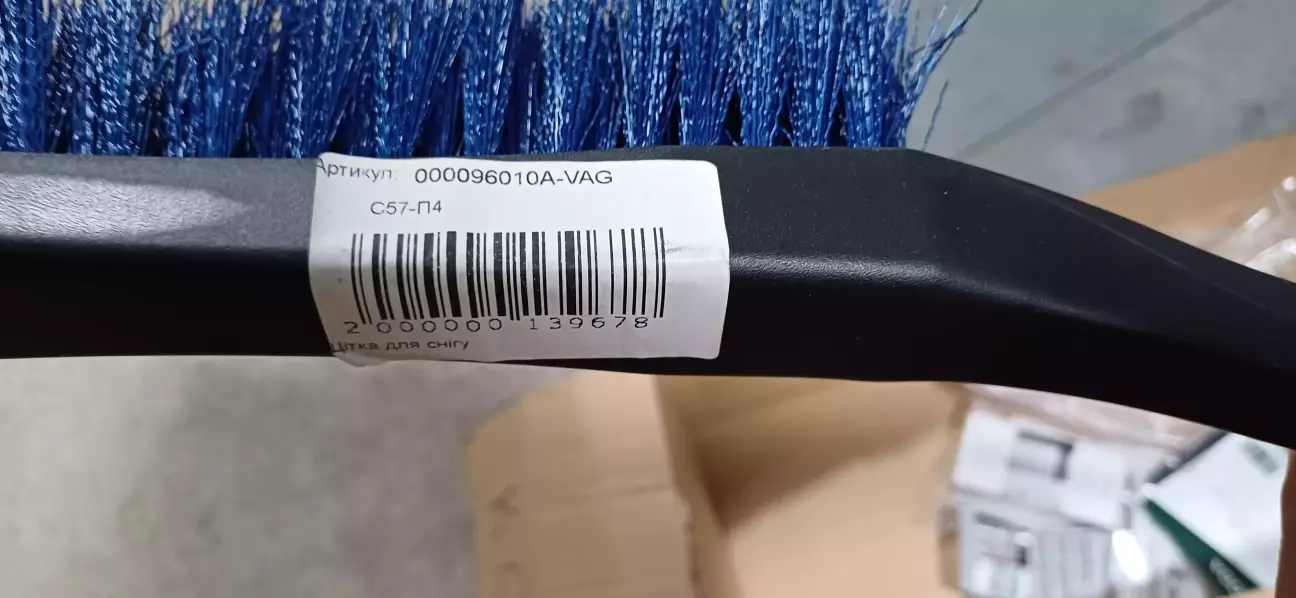 Артикул: 000096010A-VAG
С57-П4
2 000000 139678
Щітка для снігу